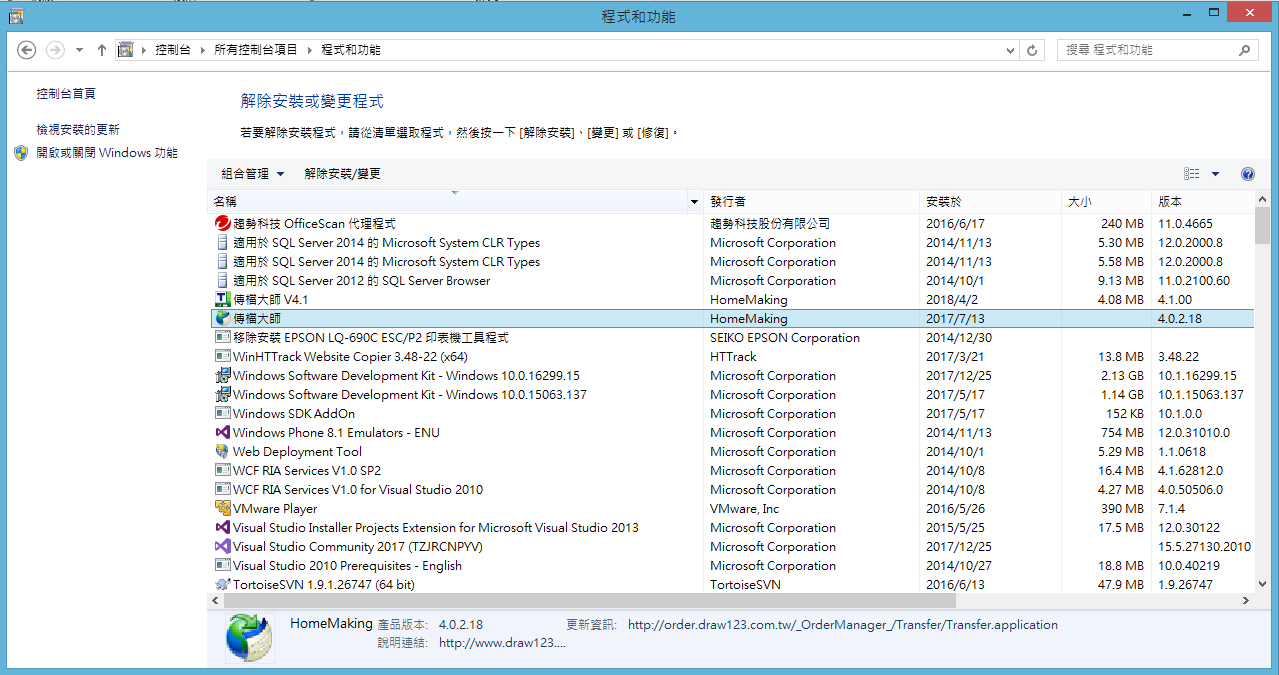 程式和功能
控制台 所有控制台項目 程式和功能 搜尋 程式和功能
控制台首頁
檢視安裝的更新
開啟或關閉 Windows 功能
解除安裝或變更程式
若要解除安裝程式，請從清單選取程式，然後按一下 [解除安裝]、[變更] 或 [修復]。
組合管理 解除安裝/變更
名稱 發行者 安裝於 大小 版本
趨勢科技 OfficeScan 代理程式 趨勢科技股份有限公司 2016/6/17 240 MB 11.0.4665
適用於 SQL Server 2014 的 Microsoft System CLR Types Microsoft Corporation 2014/11/13 5.30 MB 12.0.2000.8
適用於 SQL Server 2014 的 Microsoft System CLR Types Microsoft Corporation 2014/11/13 5.58 MB 12.0.2000.8
適用於 SQL Server 2012 的 SQL Server Browser Microsoft Corporation 2014/10/1 9.13 MB 11.0.2100.60
傳檔大師 V4.1 HomeMaking 2018/4/2 4.08 MB 4.1.00
傳檔大師 HomeMaking 2017/7/13 4.0.2.18
移除安裝 EPSON LQ-690C ESC/P2 印表機工具程式 SEIKO EPSON Corporation 2014/12/30
WinHTTrack Website Copier 3.48-22 (x64) HTTrack 2017/3/21 13.8 MB 3.48.22
Windows Software Development Kit - Windows 10.0.16299.15 Microsoft Corporation 2017/12/25 2.13 GB 10.1.16299.15
Windows Software Development Kit - Windows 10.0.15063.137 Microsoft Corporation 2017/5/17 1.14 GB 10.1.15063.137
Windows SDK AddOn Microsoft Corporation 2017/5/17 152 KB 10.1.0.0
Windows Phone 8.1 Emulators - ENU Microsoft Corporation 2014/11/13 754 MB 12.0.31010.0
Web Deployment Tool Microsoft Corporation 2014/10/1 5.29 MB 1.1.0618
WCF RIA Services V1.0 SP2 Microsoft Corporation 2014/10/8 16.4 MB 4.1.62812.0
WCF RIA Services V1.0 for Visual Studio 2010 Microsoft Corporation 2014/10/8 4.27 MB 4.0.50506.0
VMware Player VMware, Inc 2016/5/26 390 MB 7.1.4
Visual Studio Installer Projects Extension for Microsoft Visual Studio 2013 Microsoft Corporation 2015/5/25 17.5 MB 12.0.30122
Visual Studio Community 2017 (TZJRCNPYV) Microsoft Corporation 2017/12/25 15.5.27130.2010
Visual Studio 2010 Prerequisites - English Microsoft Corporation 2014/10/27 18.8 MB 10.0.40219
TortoiseSVN 1.9.1.26747 (64 bit) TortoiseSVN 2016/6/13 47.9 MB 1.9.26747
HomeMaking 產品版本: 4.0.2.18 更新資訊: http://order.draw123.com.tw/_OrderManager_/Transfer/Transfer.application
說明連結: http://www.draw123....